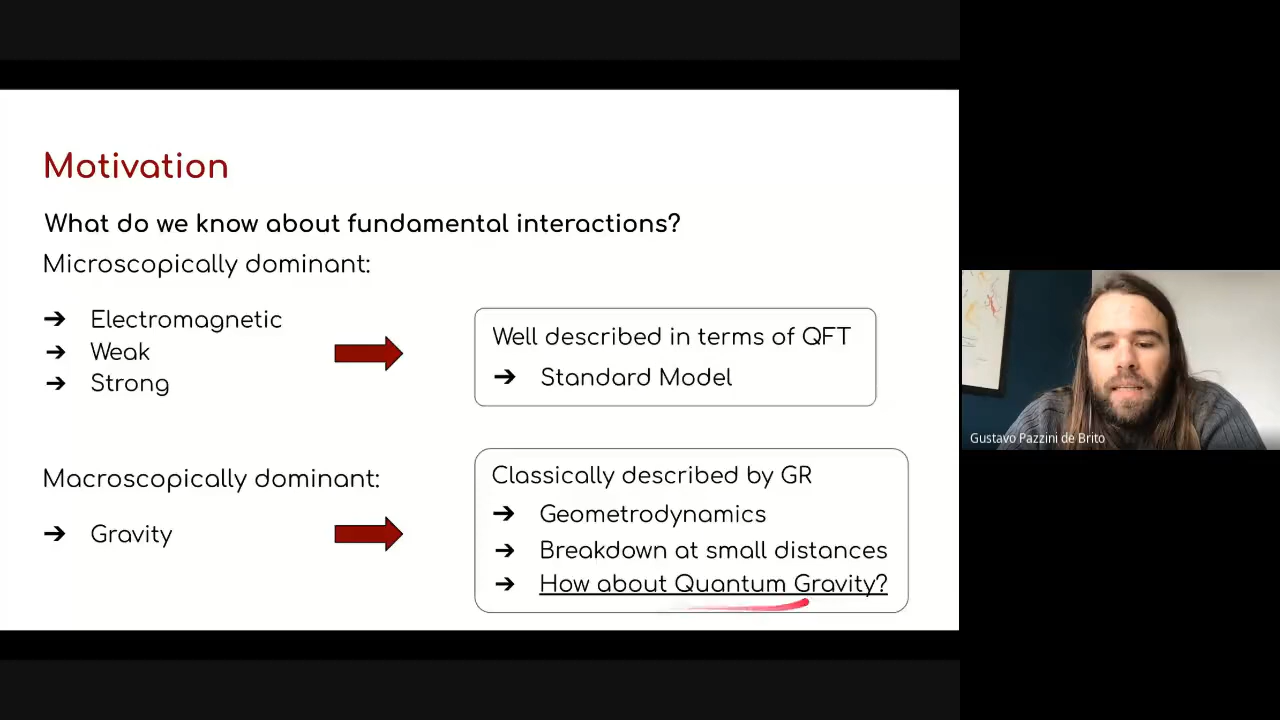 Motivation
What do we know about fundamental interactions?
Microscopically dominant:
➔ Electromagnetic
➔ Weak
➔ Strong
Well described in terms of QFT
➔ Standard Model
Macroscopically dominant:
➔ Gravity
Classically described by GR
➔ Geometrodynamics
➔ Breakdown at small distances
➔ How about Quantum Gravity?
Gustavo Pazzini de Brito